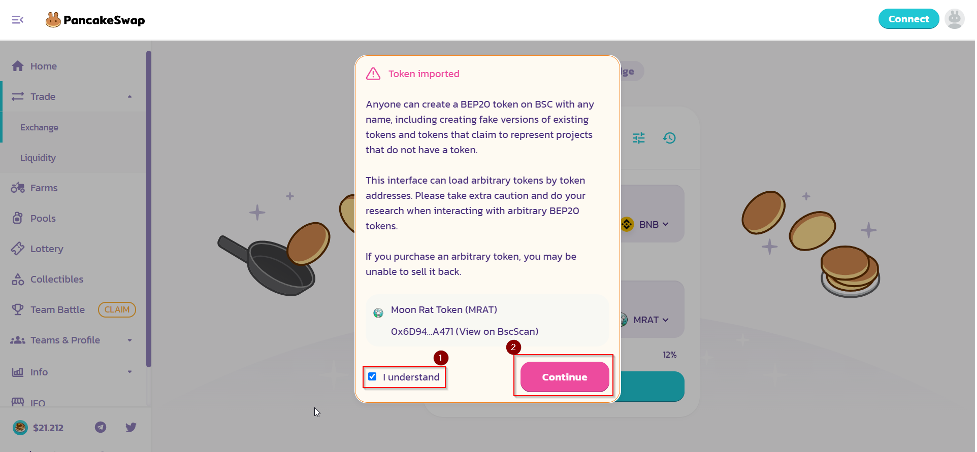 PancakeSwap
Connect
Home
Trade
Exchange
Liquidity
Farms
Pools
Lottery
Collectibles
Team Battle CLAIM
Teams & Profile
Info
IFO
$21.212
Token imported
Anyone can create a BEP20 token on BSC with any
name, including creating fake versions of existing
tokens and tokens that claim to represent projects
that do not have a token.
This interface can load arbitrary tokens by token
addresses. Please take extra caution and do your
research when interacting with arbitrary BEP20
tokens.
If you purchase an arbitrary token, you may be
unable to sell it back.
Moon Rat Token (MRAT)
0x6D94...A471 (View on BscScan)
1
I understand
2
Continue
BNB
MRAT
12%